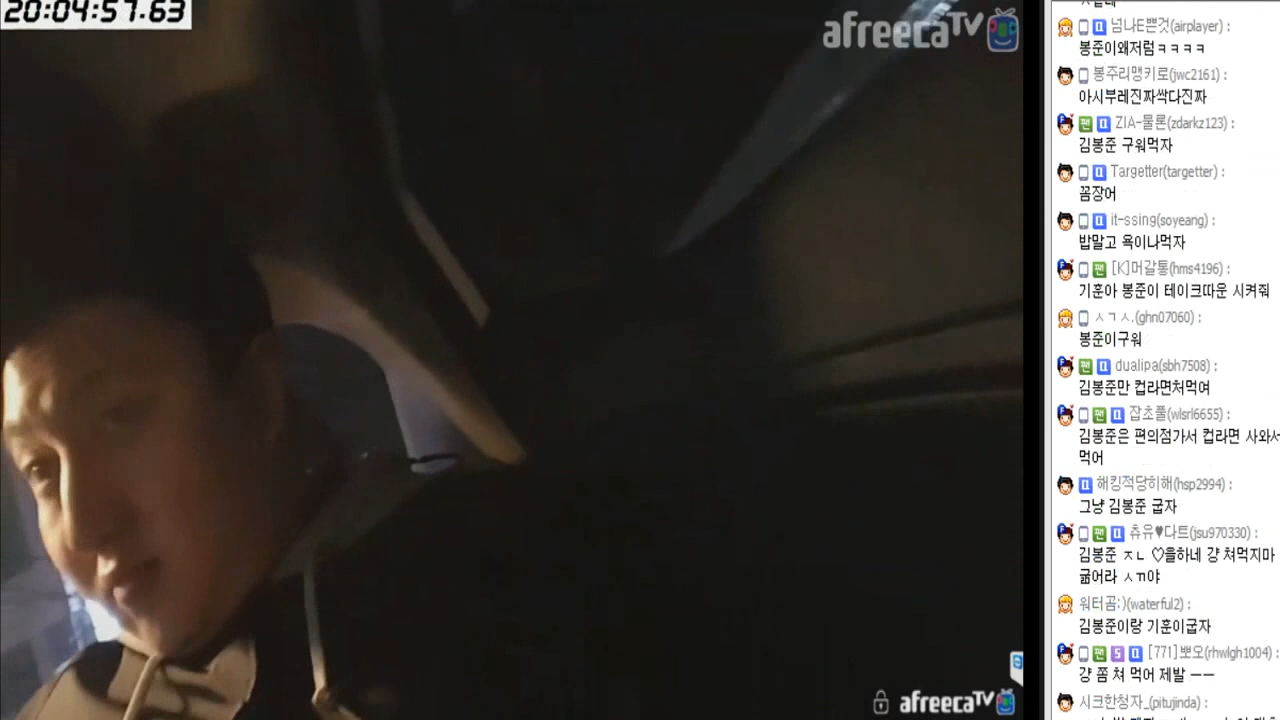 20:04:57.63
afreecaTV
afreecaTV
넘나E쁜것(airplayer) :
봉준이왜저럼ㅋㅋㅋㅋ
봉주리맹키로(jwc2161) :
아시부레진짜싹다진짜
ZIA-물론(zdarkz123) :
김봉준 구워먹자
Targetter(targetter) :
꼼장어
it-ssing(soyeang) :
밥말고 욕이나먹자
[K]머갈통(hms4196) :
기훈아 봉준이 테이크따운 시켜줘
ㅅㄱㅅ.(ghn07060) :
봉준이구워
dualipa(sbh7508) :
김봉준만 컵라면처먹여
잡초풀(wlsrl6655) :
김봉준은 편의점가서 컵라면 사와서
먹어
해킹적당히해(hsp2994) :
그냥 김봉준 굽자
츄유♥다트(jsu970330) :
김봉준 ㅈㄴ ♡을하네 걍 쳐먹지마
굶어라 ㅅㄲ야
워터곰:)(waterful2) :
김봉준이랑 기훈이굽자
[771]뽀오(rhwlgh1004) :
걍 쫌 쳐 먹어 제발 ㅡㅡ
시크한청자_(pitujinda) :